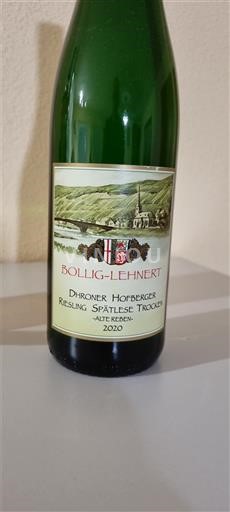 BOLLIG-LEHNERT
DHRONER HOFBERGER
RIESLING SPÄTLESE TROCKEN
-ALTE REBEN-
2020